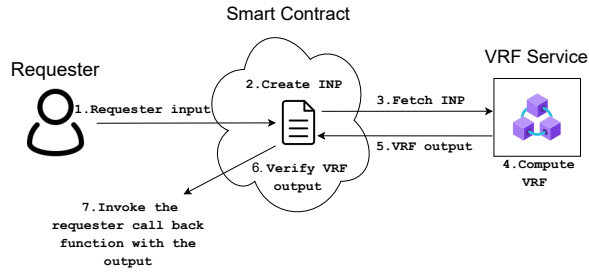 Smart Contract
Requester
VRF Service
1.Requester input
2.Create INP
3.Fetch INP
4.Compute
VRF
5.VRF output
6.Verify VRF
output
7.Invoke the
requester call back
function with the
output